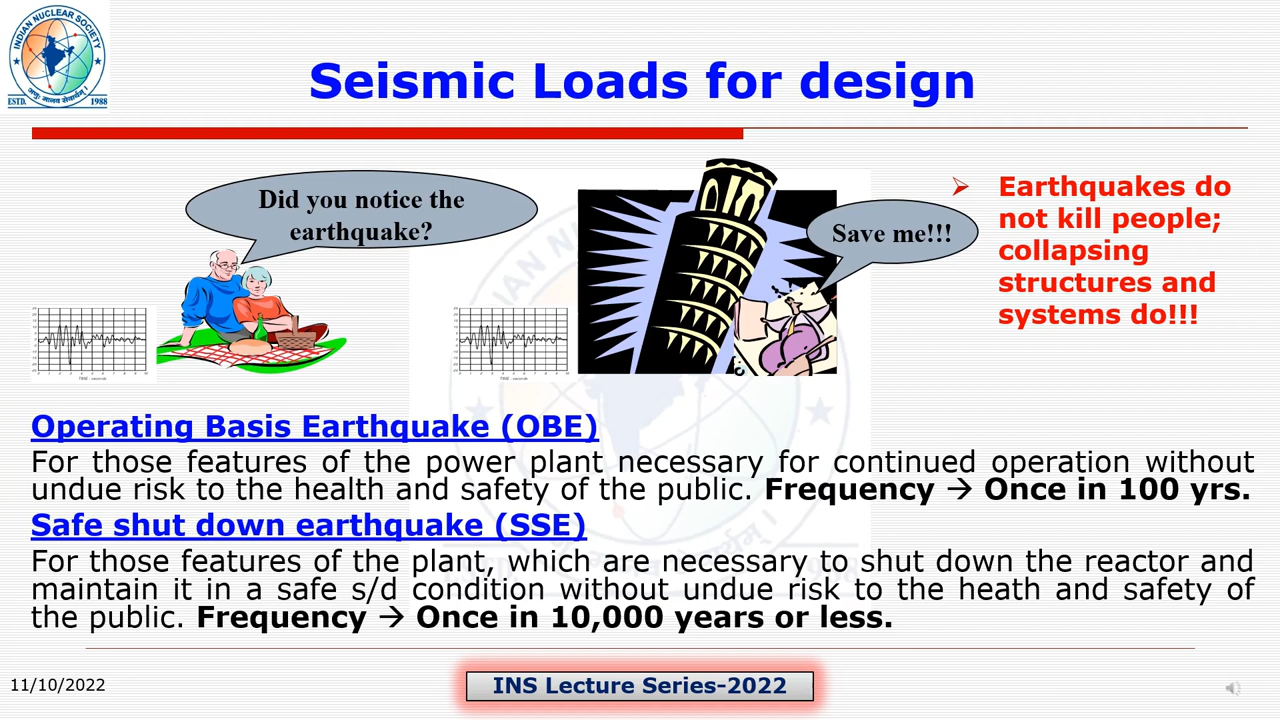 INDIAN NUCLEAR SOCIETY
ESTD. 1988
Seismic Loads for design
Did you notice the
earthquake?
Save me!!!
➢ Earthquakes do
not kill people;
collapsing
structures and
systems do!!!
Operating Basis Earthquake (OBE)
For those features of the power plant necessary for continued operation without
undue risk to the health and safety of the public. Frequency → Once in 100 yrs.
Safe shut down earthquake (SSE)
For those features of the plant, which are necessary to shut down the reactor and
maintain it in a safe s/d condition without undue risk to the heath and safety of
the public. Frequency → Once in 10,000 years or less.
11/10/2022
INS Lecture Series-2022